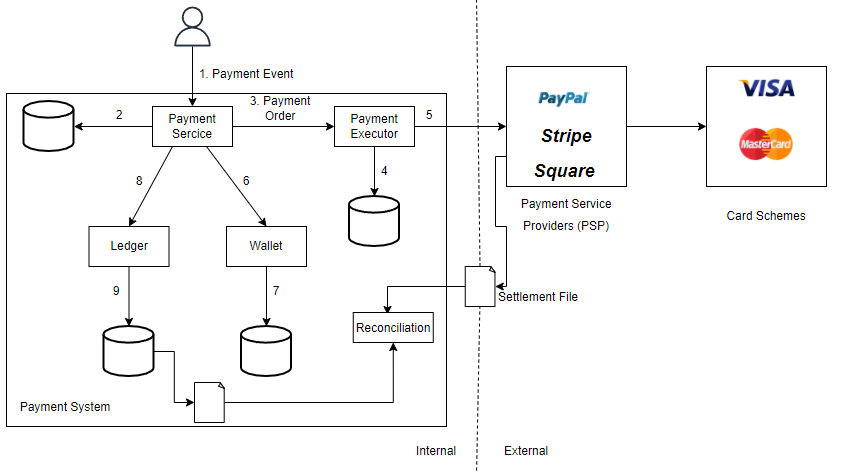 1. Payment Event
2
Payment
Service
3. Payment
Order
Payment
Executor
5
PayPal
Stripe
Square
VISA
MasterCard
4
8
6
Payment Service
Providers (PSP)
Card Schemes
Ledger
Wallet
9
7
Settlement File
Reconciliation
Payment System
Internal
External